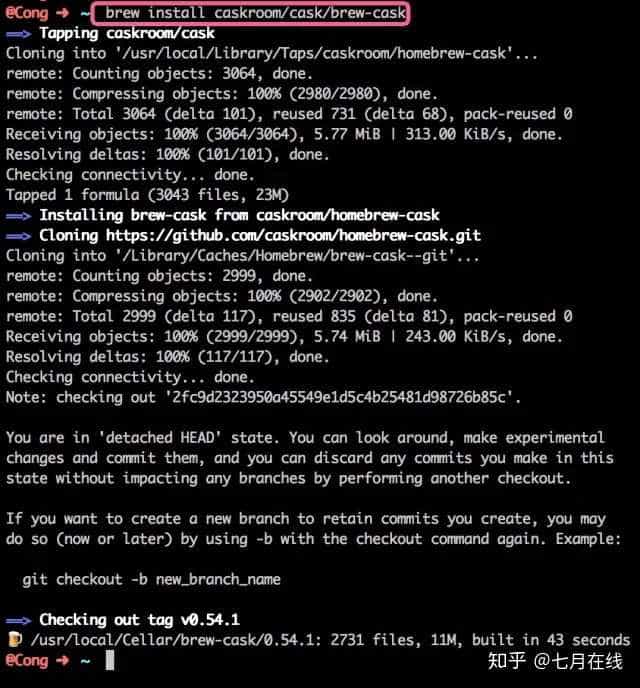 @Cong ➜ ~ brew install caskroom/cask/brew-cask
==> Tapping caskroom/cask
Cloning into '/usr/local/Library/Taps/caskroom/homebrew-cask'...
remote: Counting objects: 3064, done.
remote: Compressing objects: 100% (2980/2980), done.
remote: Total 3064 (delta 101), reused 731 (delta 68), pack-reused 0
Receiving objects: 100% (3064/3064), 5.77 MiB | 313.00 KiB/s, done.
Resolving deltas: 100% (101/101), done.
Checking connectivity... done.
Tapped 1 formula (3043 files, 23M)
==> Installing brew-cask from caskroom/homebrew-cask
==> Cloning https://github.com/caskroom/homebrew-cask.git
Cloning into '/Library/Caches/Homebrew/brew-cask--git'...
remote: Counting objects: 2999, done.
remote: Compressing objects: 100% (2902/2902), done.
remote: Total 2999 (delta 117), reused 835 (delta 81), pack-reused 0
Receiving objects: 100% (2999/2999), 5.74 MiB | 243.00 KiB/s, done.
Resolving deltas: 100% (117/117), done.
Checking connectivity... done.
Note: checking out '2fc9d2323950a45549e1d5c4b25481d98726b85c'.

You are in 'detached HEAD' state. You can look around, make experimental
changes and commit them, and you can discard any commits you make in this
state without impacting any branches by performing another checkout.

If you want to create a new branch to retain commits you create, you may
do so (now or later) by using -b with the checkout command again. Example:

  git checkout -b new_branch_name

==> Checking out tag v0.54.1
🍺 /usr/local/Cellar/brew-cask/0.54.1: 2731 files, 11M, built in 43 seconds
@Cong ➜ ~
知乎 @七月在线